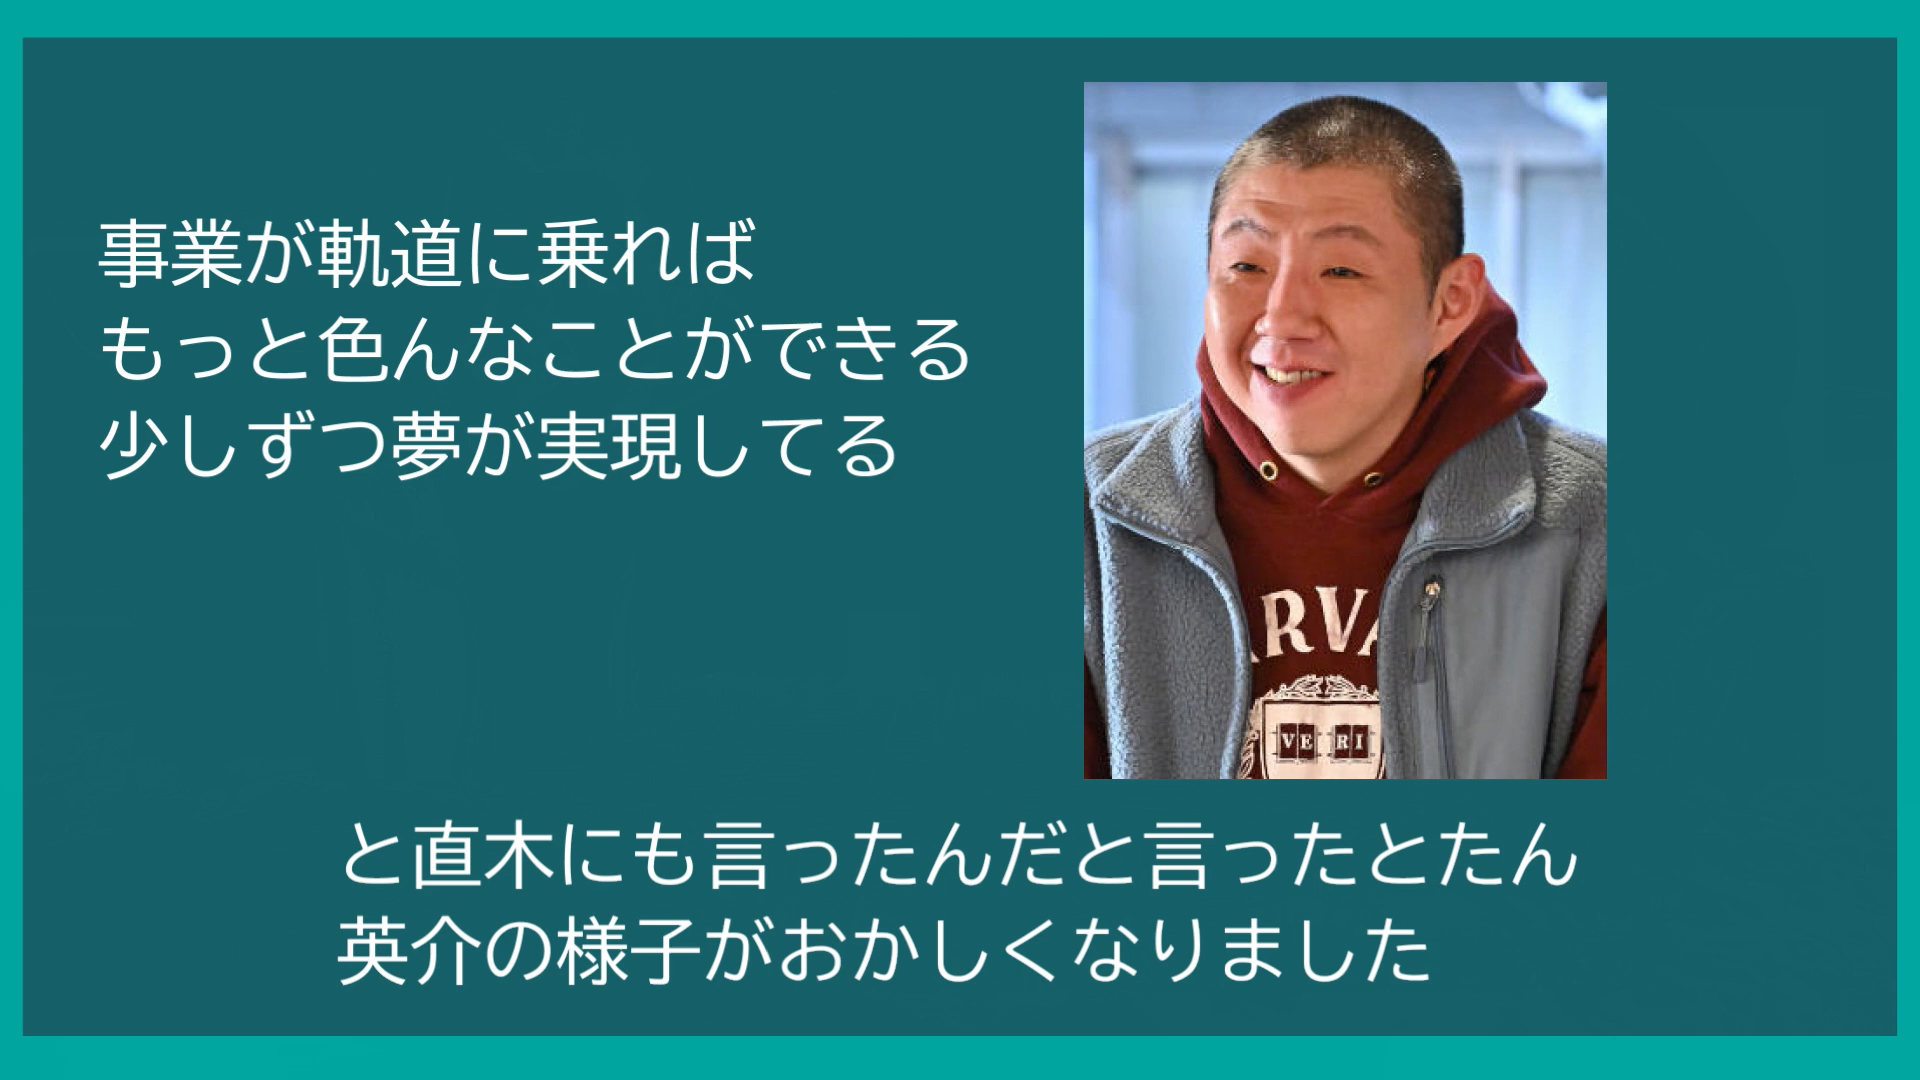 事業が軌道に乗れば
もっと色んなことができる
少しずつ夢が実現してる
RVA
VE RI
と直木にも言ったんだと言ったとたん
英介の様子がおかしくなりました